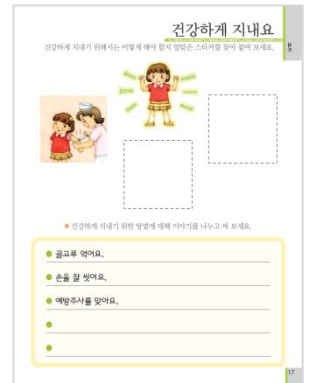 건강하게 지내요
건강하게 지내기 위해서는 어떻게 해야 할지 알맞은 스티커를 찾아 붙여 보세요.
건강하게 지내기 위한 방법에 대해 이야기를 나누고 써 보세요.
골고루 먹어요.
손을 잘 씻어요.
예방주사를 맞아요.
17